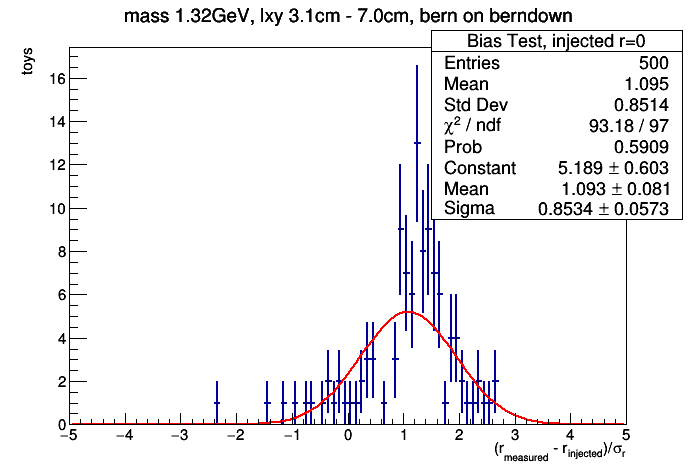 mass 1.32GeV, lxy 3.1cm - 7.0cm, bern on berndown
toys
Bias Test, injected r=0
Entries 500
Mean 1.095
Std Dev 0.8514
χ² / ndf 93.18 / 97
Prob 0.5909
Constant 5.189 ± 0.603
Mean 1.093 ± 0.081
Sigma 0.8534 ± 0.0573
16
14
12
10
8
6
4
2
0
−5 −4 −3 −2 −1 0 1 2 3 4 5
(r_measured - r_injected)/σ_r